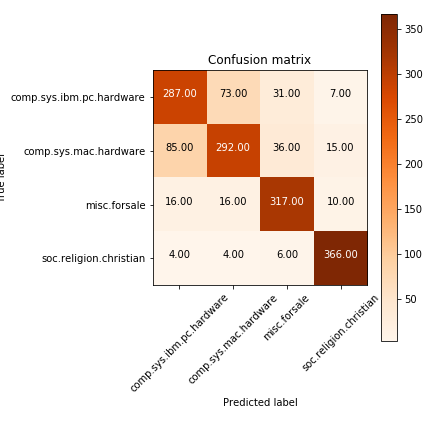 Confusion matrix
comp.sys.ibm.pc.hardware 287.00 73.00 31.00 7.00
comp.sys.mac.hardware 85.00 292.00 36.00 15.00
misc.forsale 16.00 16.00 317.00 10.00
soc.religion.christian 4.00 4.00 6.00 366.00
comp.sys.ibm.pc.hardware
comp.sys.mac.hardware
misc.forsale
soc.religion.christian
Predicted label
label
350
300
250
200
150
100
50